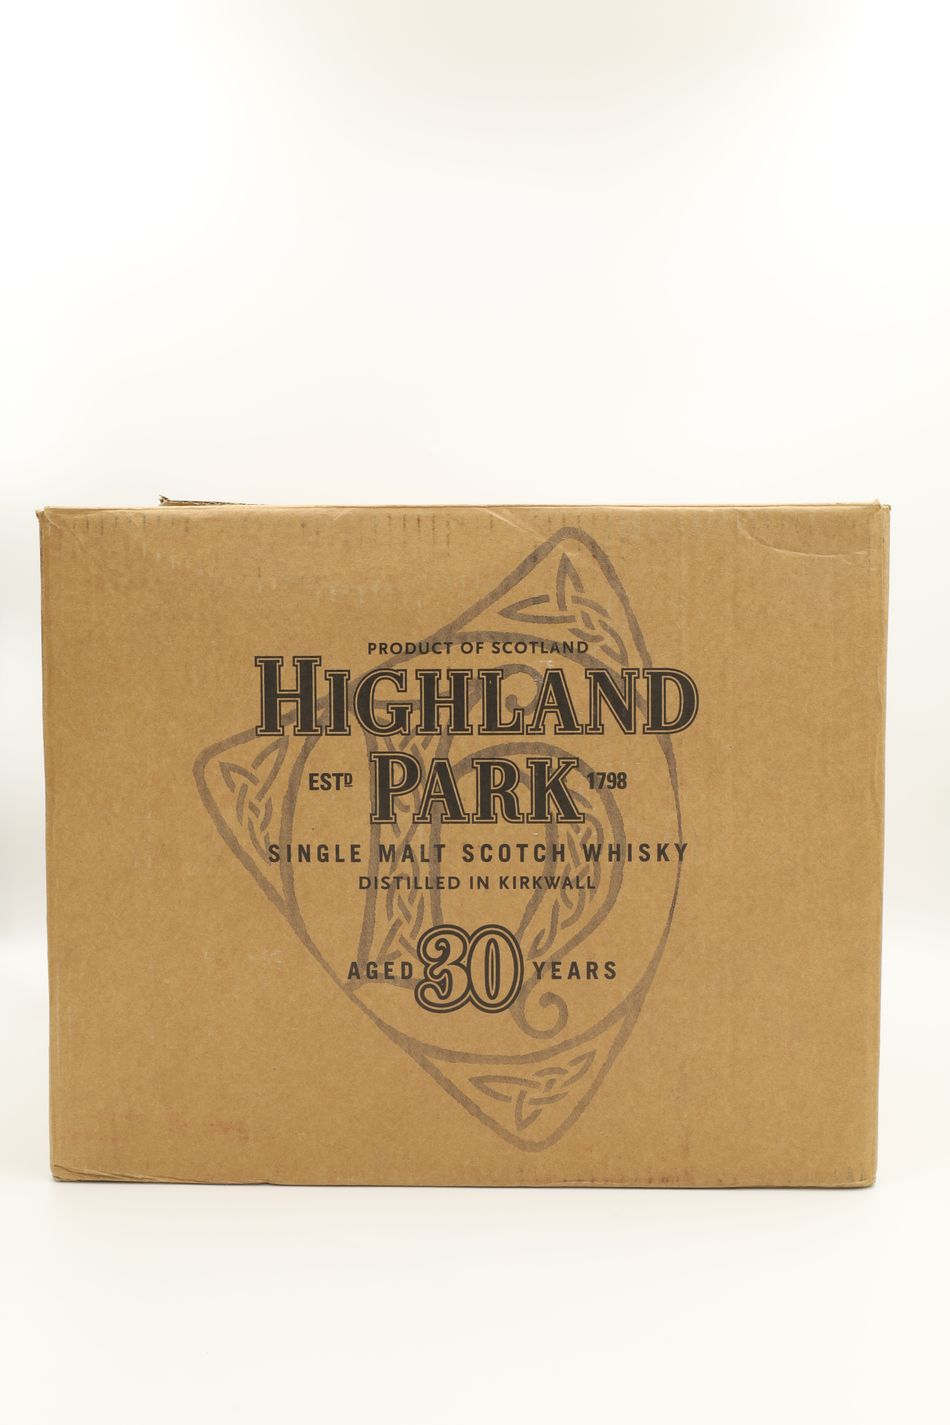 PRODUCT OF SCOTLAND
HIGHLAND
ESTD PARK 1798
SINGLE MALT SCOTCH WHISKY
DISTILLED IN KIRKWALL
AGED 30 YEARS